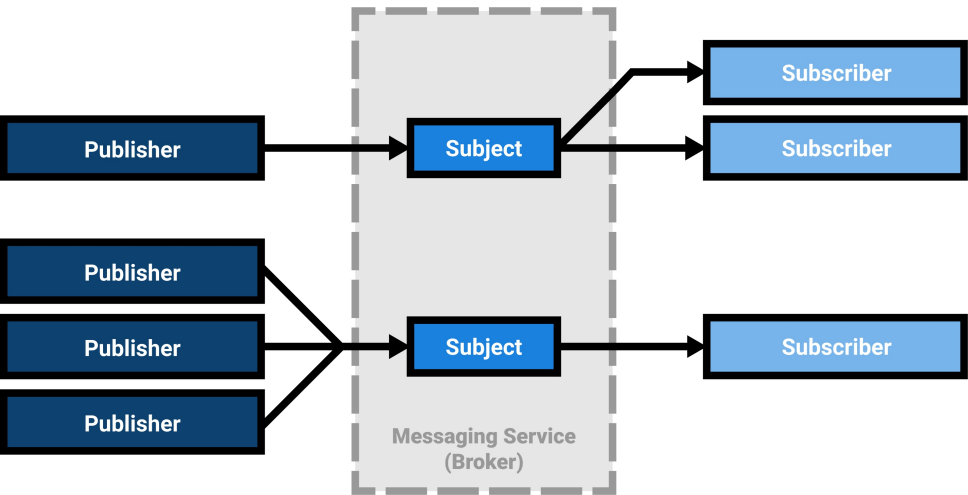 Subscriber
Publisher
Subject
Subscriber
Publisher
Publisher
Subject
Subscriber
Publisher
Messaging Service
(Broker)